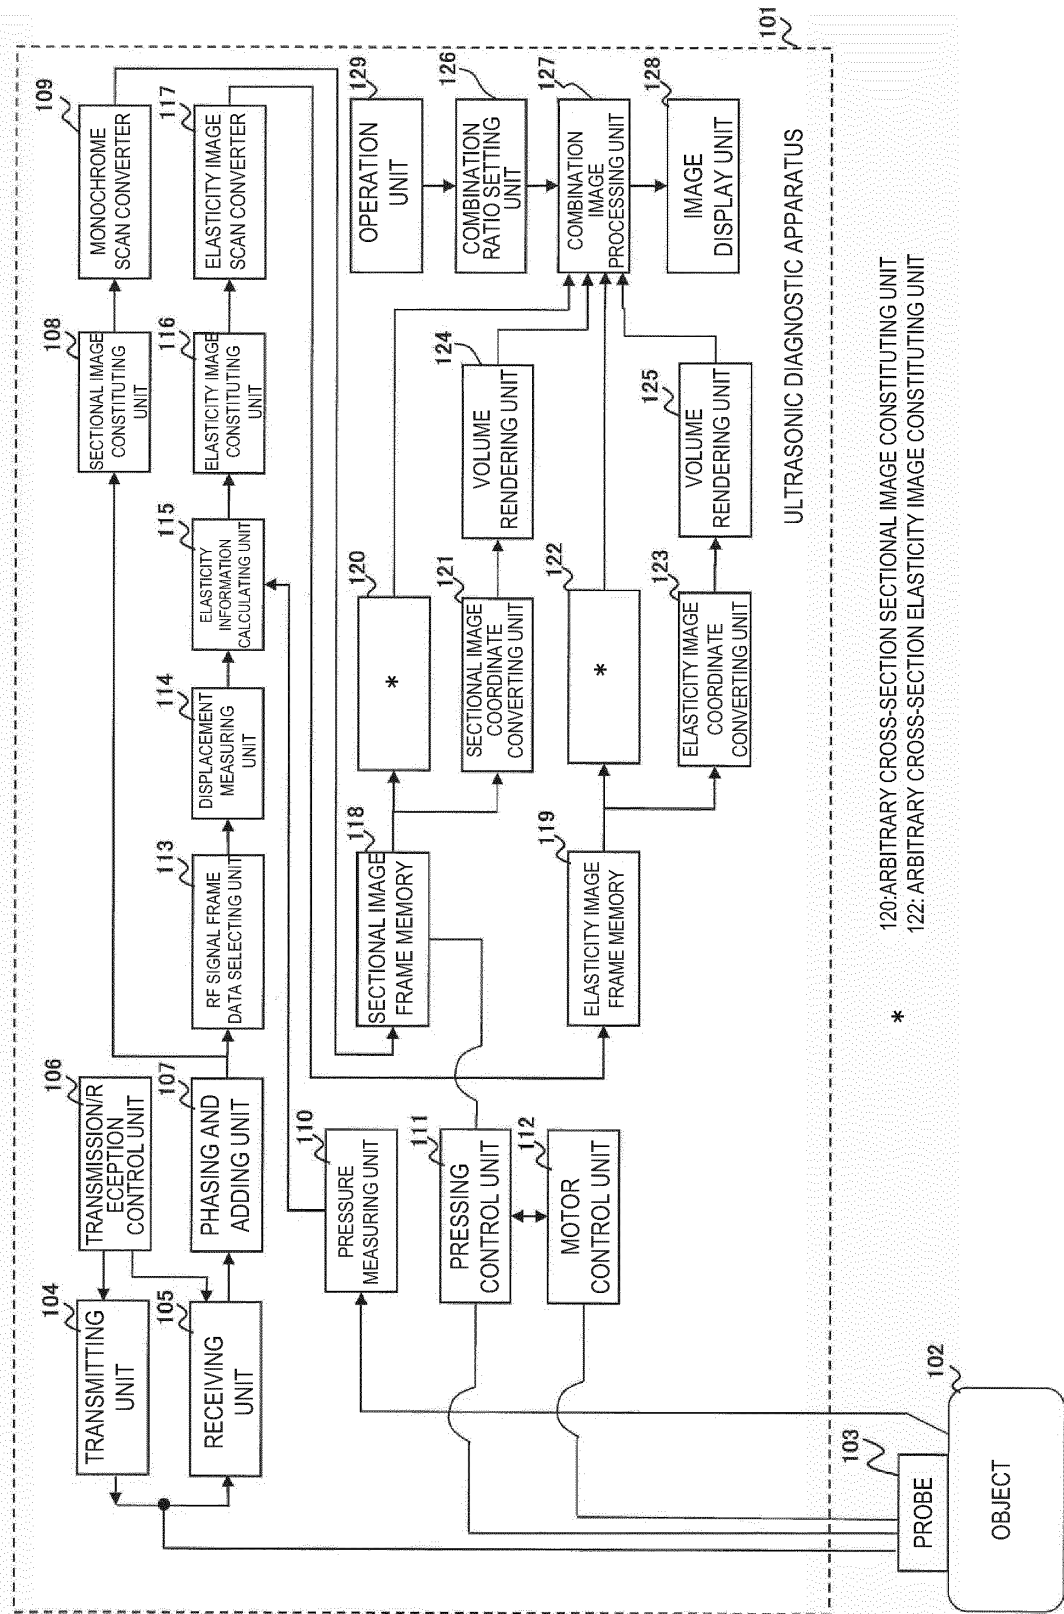 101
109
MONOCHROME
SCAN CONVERTER
117
ELASTICITY IMAGE
SCAN CONVERTER
129
OPERATION
UNIT
126
COMBINATION
RATIO SETTING
UNIT
127
COMBINATION
IMAGE
PROCESSING UNIT
128
IMAGE
DISPLAY UNIT
108
SECTIONAL IMAGE
CONSTITUTING
UNIT
116
ELASTICITY IMAGE
CONSTITUTING
UNIT
124
VOLUME
RENDERING UNIT
125
VOLUME
RENDERING UNIT
ULTRASONIC DIAGNOSTIC APPARATUS
115
ELASTICITY
INFORMATION
CALCULATING UNIT
120
*
121
SECTIONAL IMAGE
COORDINATE
CONVERTING UNIT
122
*
123
ELASTICITY IMAGE
COORDINATE
CONVERTING UNIT
114
DISPLACEMENT
MEASURING
UNIT
113
RF SIGNAL FRAME
DATA SELECTING UNIT
118
SECTIONAL IMAGE
FRAME MEMORY
119
ELASTICITY IMAGE
FRAME MEMORY
106
TRANSMISSION/R
ECEPTION
CONTROL UNIT
107
PHASING AND
ADDING UNIT
110
PRESSURE
MEASURING UNIT
111
PRESSING
CONTROL UNIT
112
MOTOR
CONTROL UNIT
104
TRANSMITTING
UNIT
105
RECEIVING
UNIT
103
PROBE
102
OBJECT
* 120:ARBITRARY CROSS-SECTION SECTIONAL IMAGE CONSTITUTING UNIT
122: ARBITRARY CROSS-SECTION ELASTICITY IMAGE CONSTITUTING UNIT